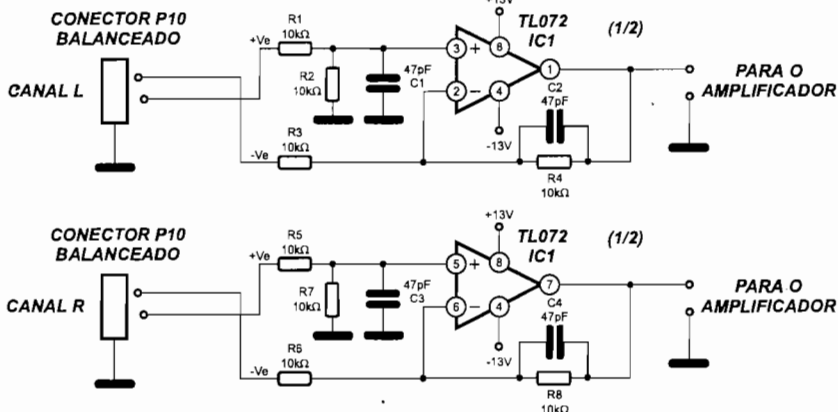 CONECTOR P10
BALANCEADO
CANAL L
+Ve
-Ve
R1
10kΩ
R2
10kΩ
47pF
C1
R3
10kΩ
3
+
2
−
8
4
1
+13V
-13V
TL072
IC1
(1/2)
C2
47pF
R4
10kΩ
PARA O
AMPLIFICADOR
CONECTOR P10
BALANCEADO
CANAL R
+Ve
-Ve
R5
10kΩ
R7
10kΩ
47pF
C3
R6
10kΩ
5
+
6
−
8
4
7
+13V
-13V
TL072
IC1
(1/2)
C4
47pF
R8
10kΩ
PARA O
AMPLIFICADOR